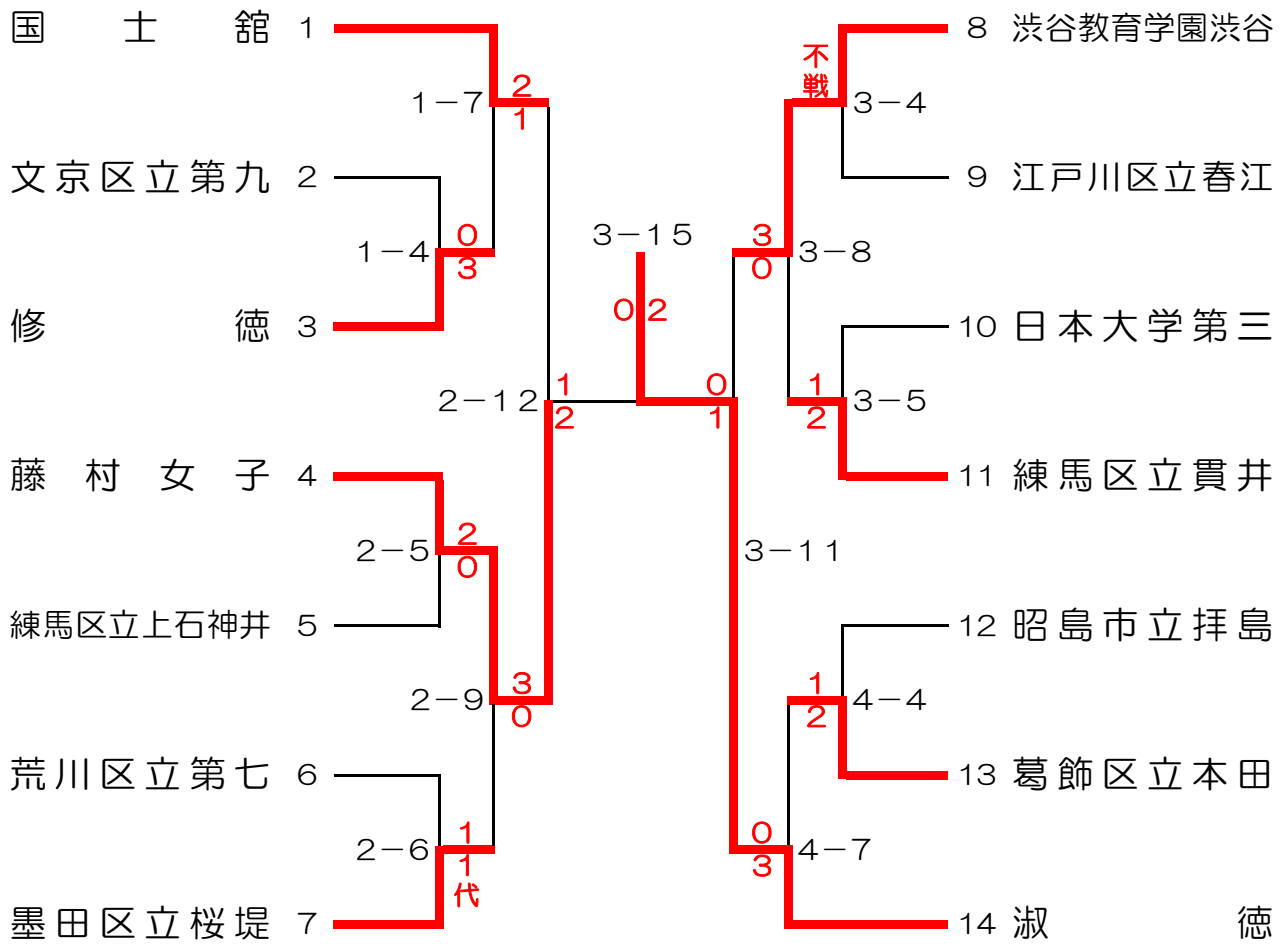 国士舘 1
1-7
2
1
文京区立第九 2
1-4
0
3
修徳 3
2-12
1
2
藤村女子 4
2-5
2
0
練馬区立上石神井 5
2-9
3
0
荒川区立第七 6
2-6
1
1
代
墨田区立桜堤 7
3-15
0 2
8 渋谷教育学園渋谷
不戦
3-4
9 江戸川区立春江
3
0
3-8
10 日本大学第三
1
2
3-5
11 練馬区立貫井
0
1
3-11
12 昭島市立拝島
1
2
4-4
13 葛飾区立本田
0
3
4-7
14 淑徳